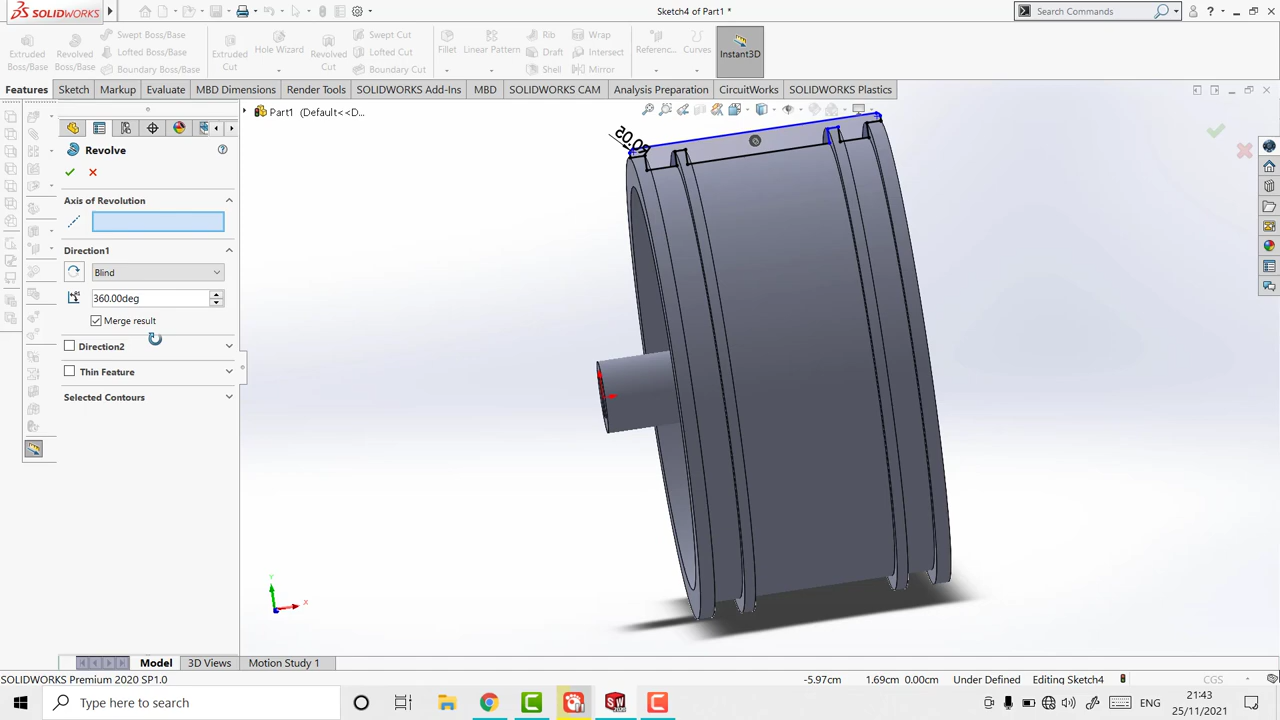 SOLIDWORKS
Sketch4 of Part1 *
Search Commands
Extruded Boss/Base
Revolved Boss/Base
Swept Boss/Base
Lofted Boss/Base
Boundary Boss/Base
Extruded Cut
Hole Wizard
Revolved Cut
Swept Cut
Lofted Cut
Boundary Cut
Fillet
Linear Pattern
Rib
Draft
Shell
Wrap
Intersect
Mirror
Referenc...
Curves
Instant3D
Features
Sketch
Markup
Evaluate
MBD Dimensions
Render Tools
SOLIDWORKS Add-Ins
MBD
SOLIDWORKS CAM
Analysis Preparation
CircuitWorks
SOLIDWORKS Plastics
Part1 (Default<<D...
Revolve
Axis of Revolution
Direction1
Blind
360.00deg
Merge result
Direction2
Thin Feature
Selected Contours
Y
X
Model
3D Views
Motion Study 1
SOLIDWORKS Premium 2020 SP1.0
-5.97cm
1.69cm
0.00cm
Under Defined
Editing Sketch4
CGS
Type here to search
ENG
21:43
25/11/2021